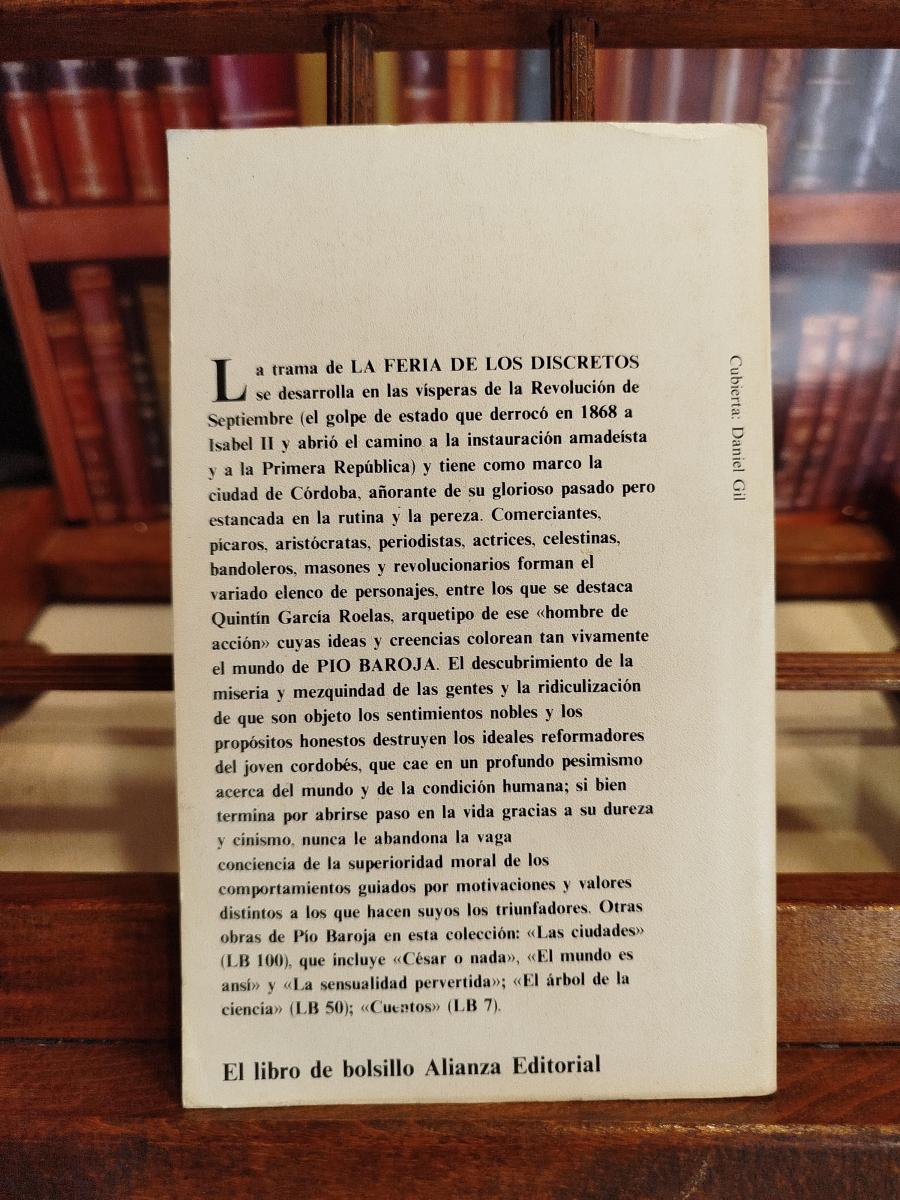 La trama de LA FERIA DE LOS DISCRETOS
se desarrolla en las vísperas de la Revolución de
Septiembre (el golpe de estado que derrocó en 1868 a
Isabel II y abrió el camino a la instauración amadeísta
y a la Primera República) y tiene como marco la
ciudad de Córdoba, añorante de su glorioso pasado pero
estancada en la rutina y la pereza. Comerciantes,
pícaros, aristócratas, periodistas, actrices, celestinas,
bandoleros, masones y revolucionarios forman el
variado elenco de personajes, entre los que se destaca
Quintín García Roelas, arquetipo de ese «hombre de
acción» cuyas ideas y creencias colorean tan vivamente
el mundo de PIO BAROJA. El descubrimiento de la
miseria y mezquindad de las gentes y la ridiculización
de que son objeto los sentimientos nobles y los
propósitos honestos destruyen los ideales reformadores
del joven cordobés, que cae en un profundo pesimismo
acerca del mundo y de la condición humana; si bien
termina por abrirse paso en la vida gracias a su dureza
y cinismo, nunca le abandona la vaga
conciencia de la superioridad moral de los
comportamientos guiados por motivaciones y valores
distintos a los que hacen suyos los triunfadores. Otras
obras de Pío Baroja en esta colección: «Las ciudades»
(LB 100), que incluye «César o nada», «El mundo es
ansí» y «La sensualidad pervertida»; «El árbol de la
ciencia» (LB 50); «Cuentos» (LB 7).
El libro de bolsillo Alianza Editorial
Cubierta: Daniel Gil